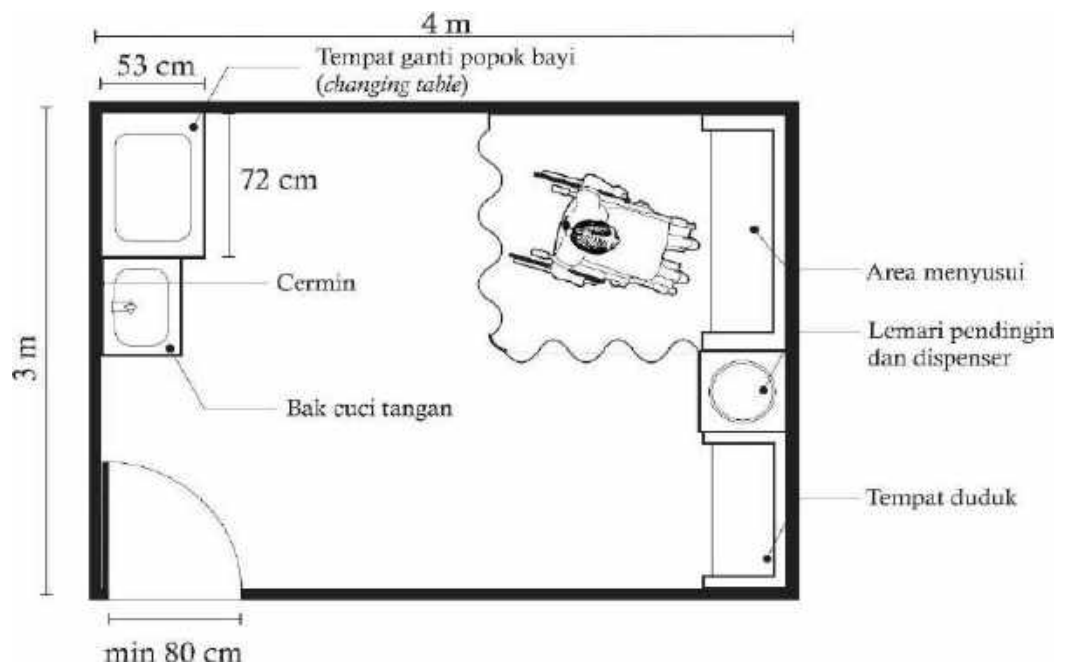 4 m
53 cm
Tempat ganti popok bayi
(changing table)
72 cm
Cermin
Area menyusui
Lemari pendingin
dan dispenser
3 m
Bak cuci tangan
Tempat duduk
min 80 cm